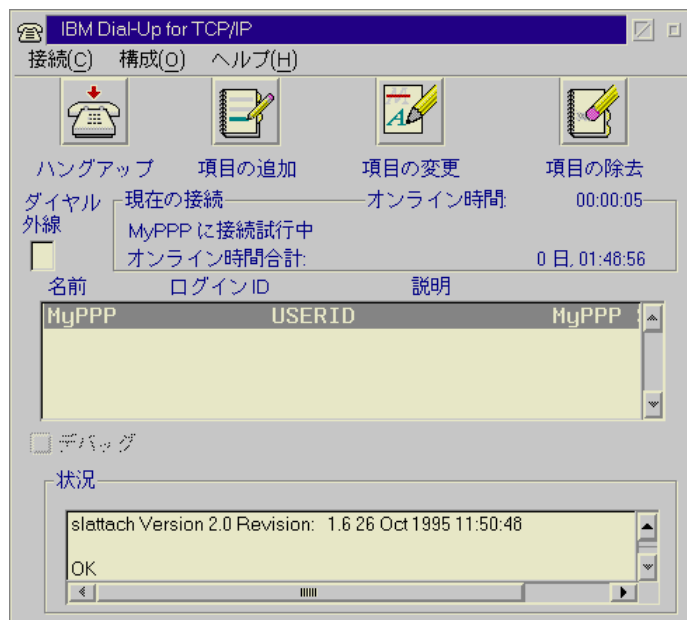 IBM Dial-Up for TCP/IP
接続(C) 構成(O) ヘルプ(H)
ハングアップ 項目の追加 項目の変更 項目の除去
ダイヤル
外線
現在の接続 オンライン時間: 00:00:05
MyPPP に接続試行中
オンライン時間合計: 0 日, 01:48:56
名前 ログイン ID 説明
MyPPP USERID MyPPP
デバッグ
状況
slattach Version 2.0 Revision: 1.6 26 Oct 1995 11:50:48
OK